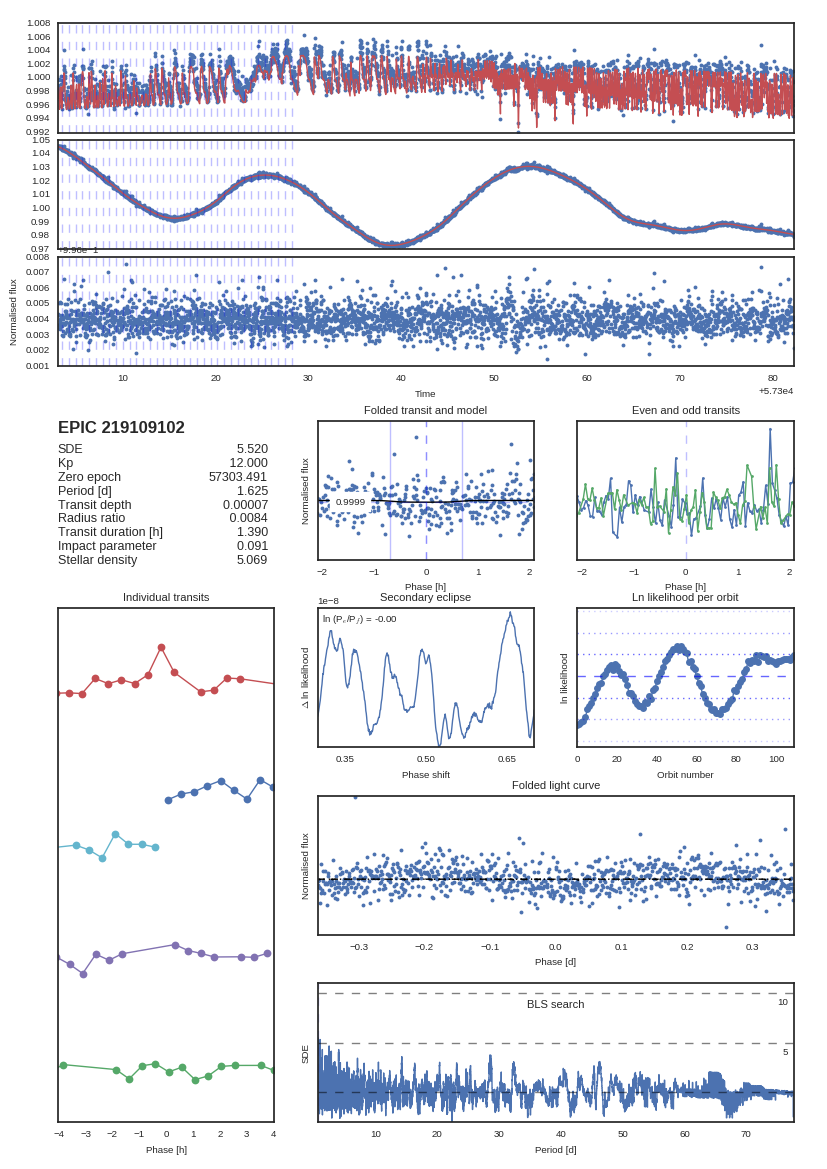 1.008
1.006
1.004
1.002
1.000
0.998
0.996
0.994
0.992
1.05
1.04
1.03
1.02
1.01
1.00
0.99
0.98
0.97
+9.96e−1
0.008
0.007
0.006
0.005
0.004
0.003
0.002
0.001
Normalised flux
10 20 30 40 50 60 70 80
Time
+5.73e4
EPIC 219109102
SDE 5.520
Kp 12.000
Zero epoch 57303.491
Period [d] 1.625
Transit depth 0.00007
Radius ratio 0.0084
Transit duration [h] 1.390
Impact parameter 0.091
Stellar density 5.069
Folded transit and model
Normalised flux
0.9999
−2 −1 0 1 2
Phase [h]
Even and odd transits
−2 −1 0 1 2
Phase [h]
Individual transits
−4 −3 −2 −1 0 1 2 3 4
Phase [h]
Secondary eclipse
1e−8
ln (Pₑ/P𝑓) = -0.00
Δ ln likelihood
0.35 0.50 0.65
Phase shift
Ln likelihood per orbit
ln likelihood
0 20 40 60 80 100
Orbit number
Folded light curve
Normalised flux
−0.3 −0.2 −0.1 0.0 0.1 0.2 0.3
Phase [d]
BLS search
10
5
SDE
10 20 30 40 50 60 70
Period [d]